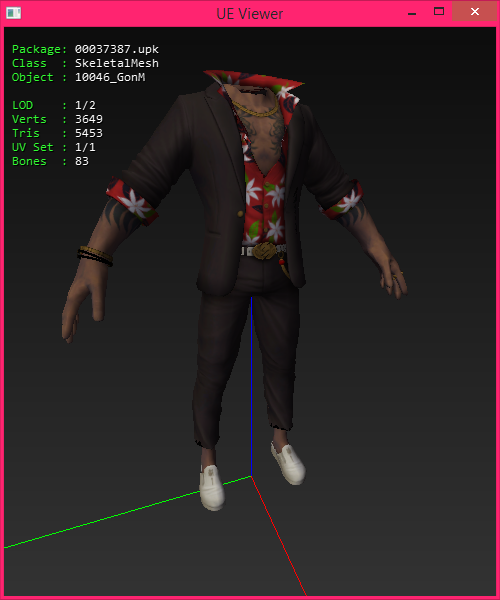 UE Viewer
Package: 00037387.upk
Class  : SkeletalMesh
Object : 10046_GonM
LOD    : 1/2
Verts  : 3649
Tris   : 5453
UV Set : 1/1
Bones  : 83